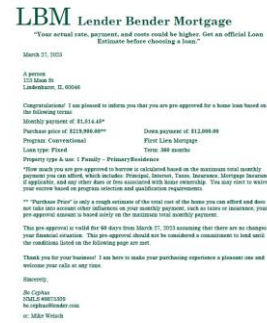 LBM Lender Bender Mortgage
"Your actual rate, payment, and costs could be higher. Get an official Loan
Estimate before choosing a loan."
March 27, 2023
A person
123 Main St
Lindenhurst, IL 60046
Congratulations! I am pleased to inform you that you are pre-approved for a home loan based on
the following terms:
Monthly payment of: $1,514.45*
Purchase price of: $219,000.00** Down payment of: $12,000.00
Program: Conventional First Lien Mortgage
Loan type: Fixed Term: 360 months
Property type & use: 1 Family – PrimaryResidence
*How much you are pre-approved to borrow is calculated based on the maximum total monthly
payment you can afford, which includes: Principal, Interest, Taxes, Insurance, Mortgage Insurance
if applicable, and any other dues or fees associated with home ownership. You may elect to waive
your escrow based on program selection and qualification requirements.
** "Purchase Price" is only a rough estimate of the total cost of the home you can afford and does
not take into account other influences on your monthly payment, such as taxes or insurance, your
pre-approval amount is based solely on the maximum total monthly payment.
This pre-approval is valid for 60 days from March 27, 2023 assuming that there are no changes
your financial situation. This pre-approval should not be considered a commitment to lend until
the conditions listed on the following page are met.
Thank you for your business! I am here to make your purchasing experience a pleasant one and
welcome your calls at any time.
Sincerely,
Bo Cephus
NMLS
bo.cephus@lender.com
or, Mike Welsch